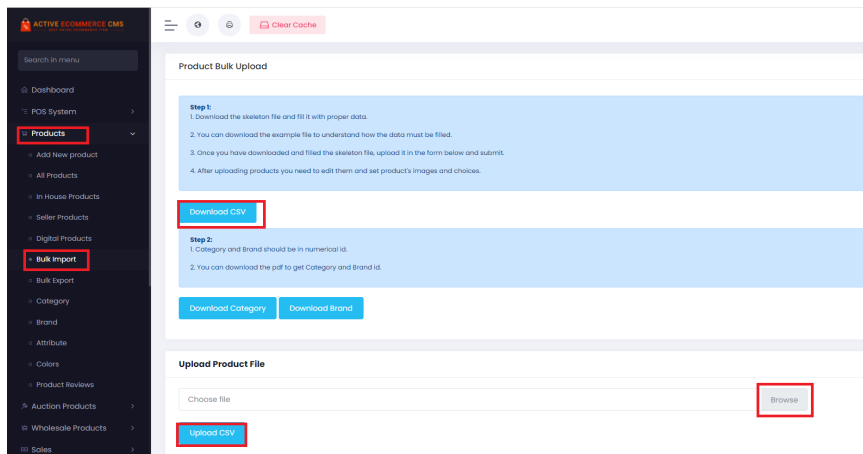 ACTIVE ECOMMERCE CMS
Clear Cache
Search in menu
Dashboard
POS System
Products
Add New product
All Products
In House Products
Seller Products
Digital Products
Bulk Import
Bulk Export
Category
Brand
Attribute
Colors
Product Reviews
Auction Products
Wholesale Products
Sales
Product Bulk Upload
Step 1:
1. Download the skeleton file and fill it with proper data.
2. You can download the example file to understand how the data must be filled.
3. Once you have downloaded and filled the skeleton file, upload it in the form below and submit.
4. After uploading products you need to edit them and set product's images and choices.
Download CSV
Step 2:
1. Category and Brand should be in numerical id.
2. You can download the pdf to get Category and Brand id.
Download Category
Download Brand
Upload Product File
Choose file
Browse
Upload CSV